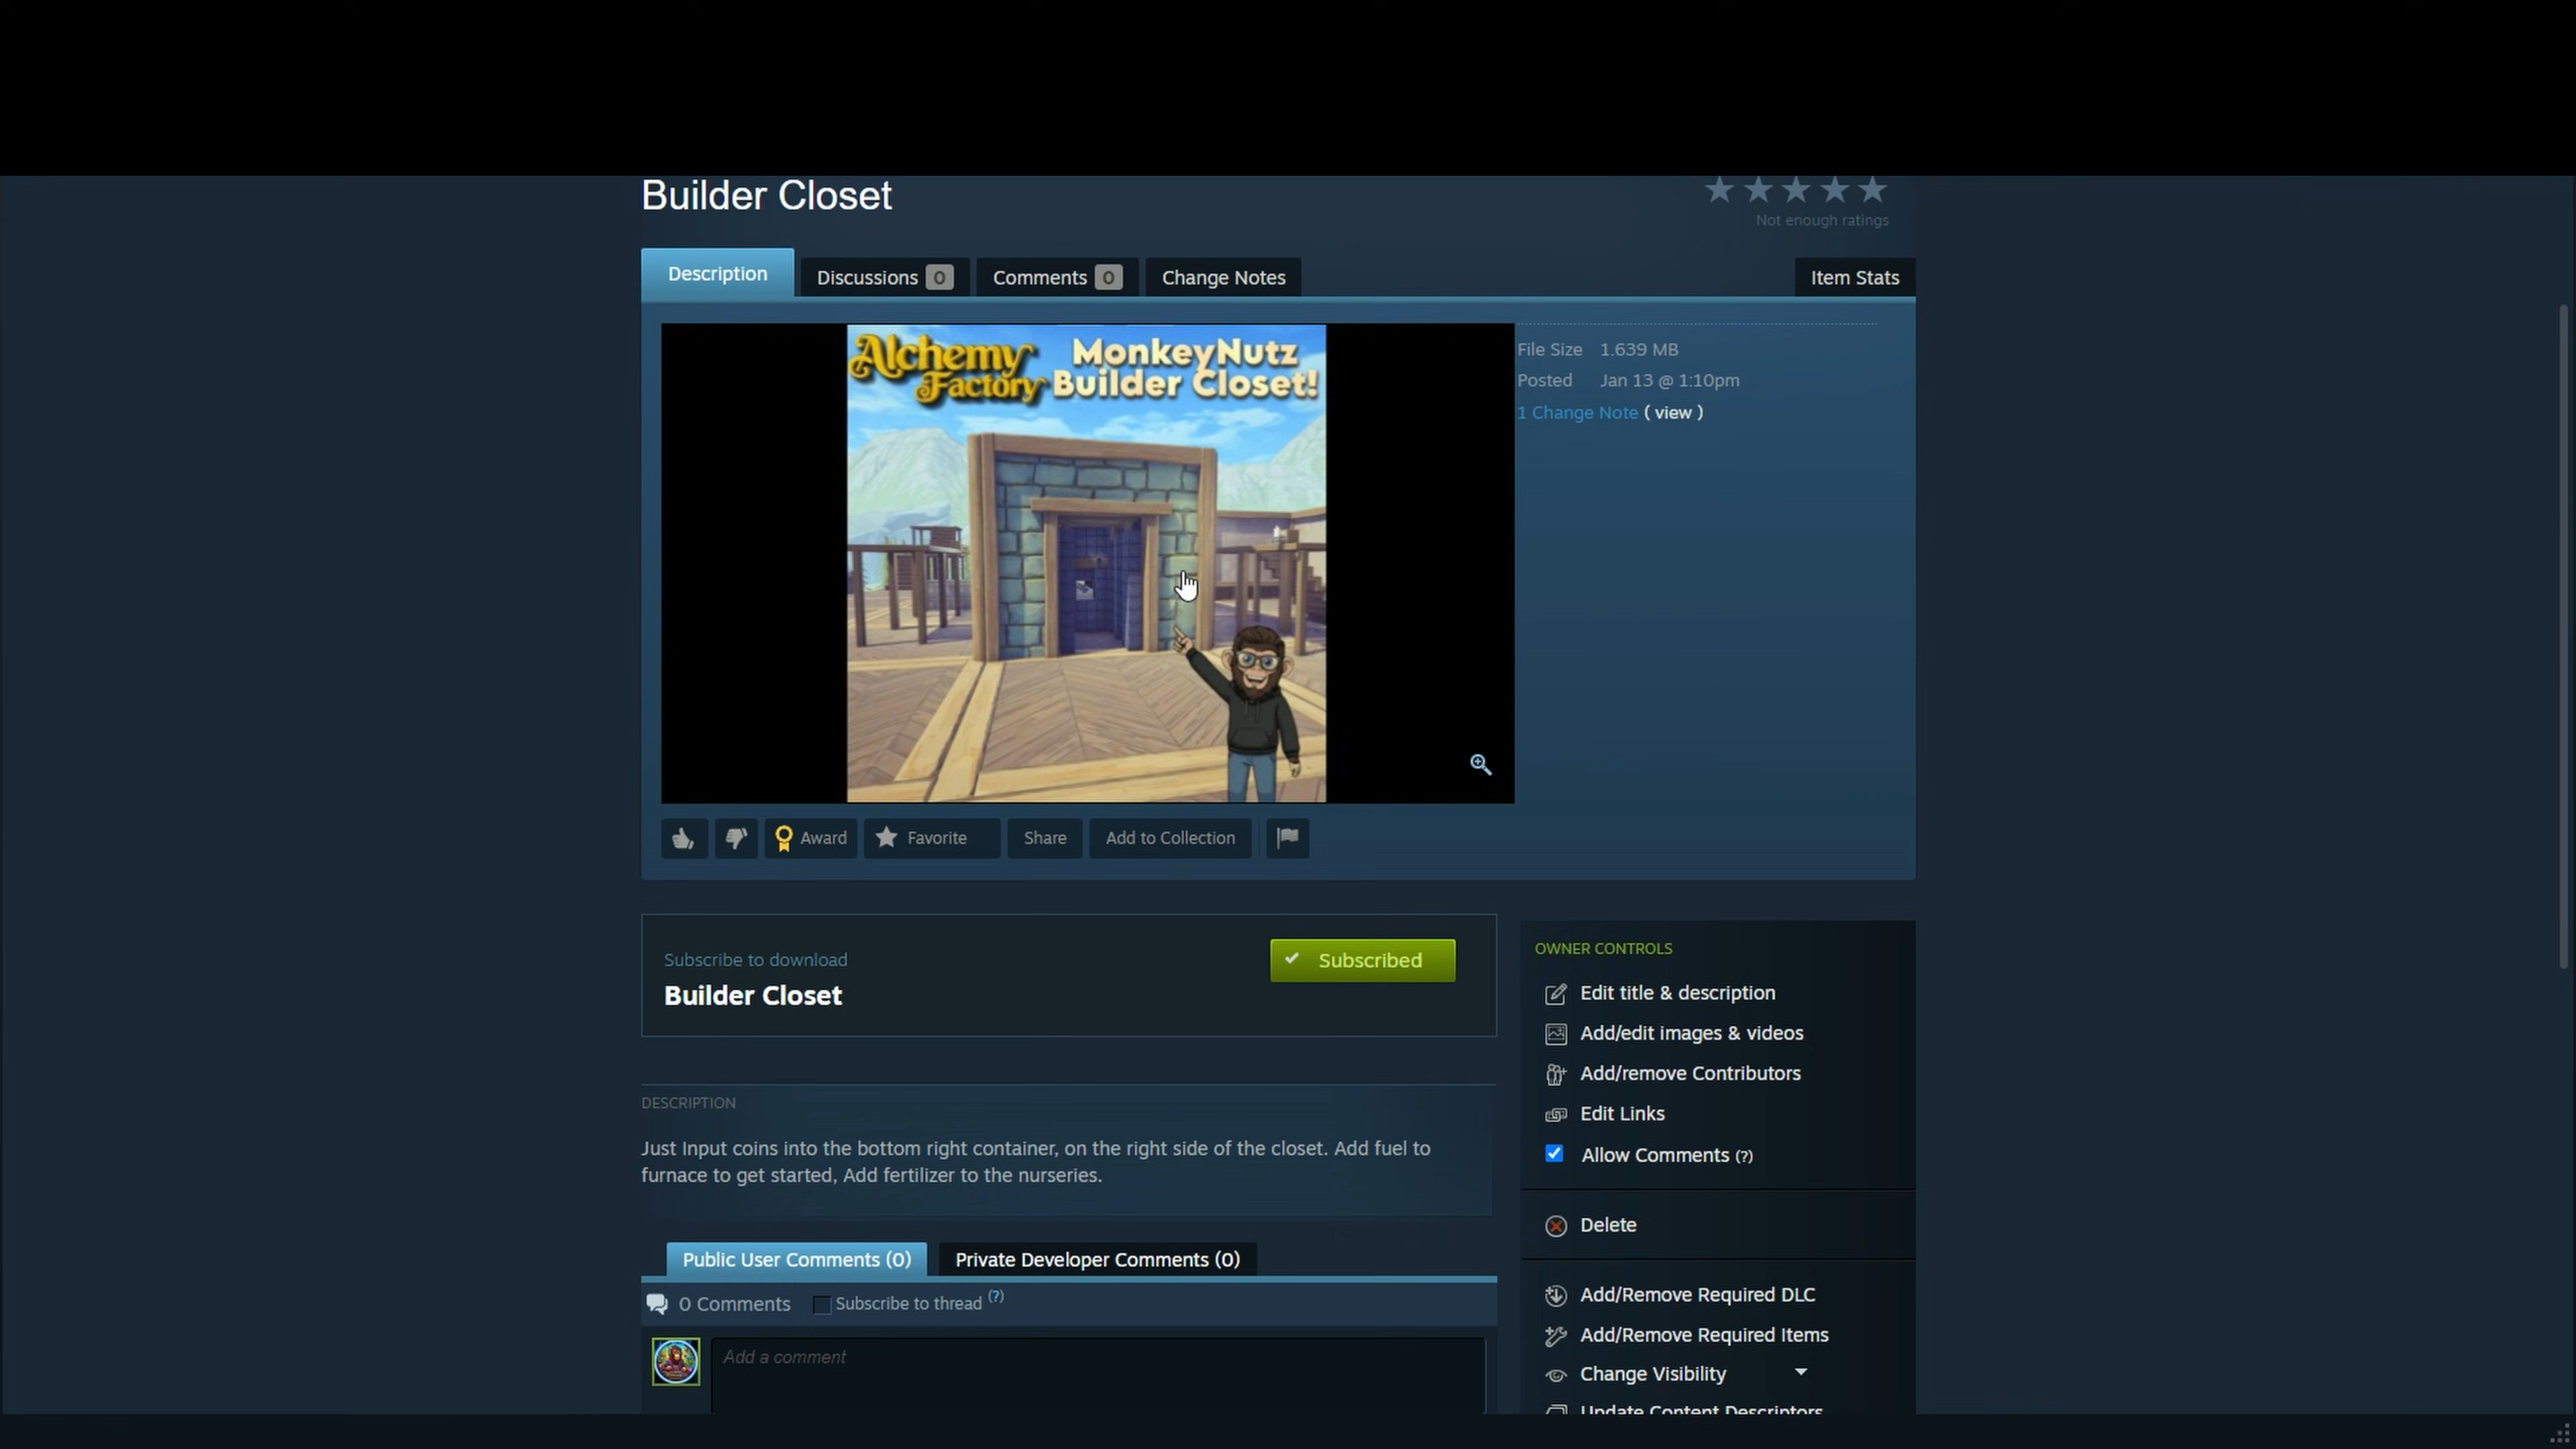 Builder Closet
Not enough ratings
Description
Discussions 0
Comments 0
Change Notes
Item Stats
Alchemy
Factory
MonkeyNutz
Builder Closet!
File Size 1.639 MB
Posted Jan 13 @ 1:10pm
1 Change Note ( view )
Award
Favorite
Share
Add to Collection
Subscribe to download
Builder Closet
Subscribed
OWNER CONTROLS
Edit title & description
Add/edit images & videos
Add/remove Contributors
Edit Links
Allow Comments (?)
Delete
Add/Remove Required DLC
Add/Remove Required Items
Change Visibility
Update Content Descriptors
DESCRIPTION
Just Input coins into the bottom right container, on the right side of the closet. Add fuel to
furnace to get started, Add fertilizer to the nurseries.
Public User Comments (0)
Private Developer Comments (0)
0 Comments
Subscribe to thread (?)
Add a comment